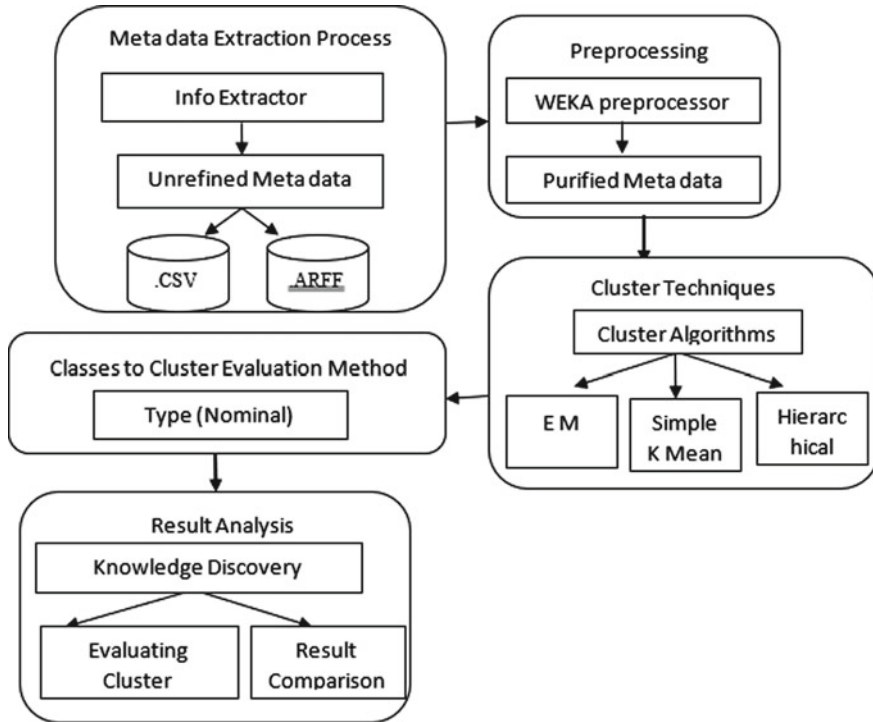 Meta data Extraction Process
Info Extractor
Unrefined Meta data
.CSV
.ARFF
Preprocessing
WEKA preprocessor
Purified Meta data
Cluster Techniques
Cluster Algorithms
E M
Simple
K Mean
Hierarc
hical
Classes to Cluster Evaluation Method
Type (Nominal)
Result Analysis
Knowledge Discovery
Evaluating
Cluster
Result
Comparison